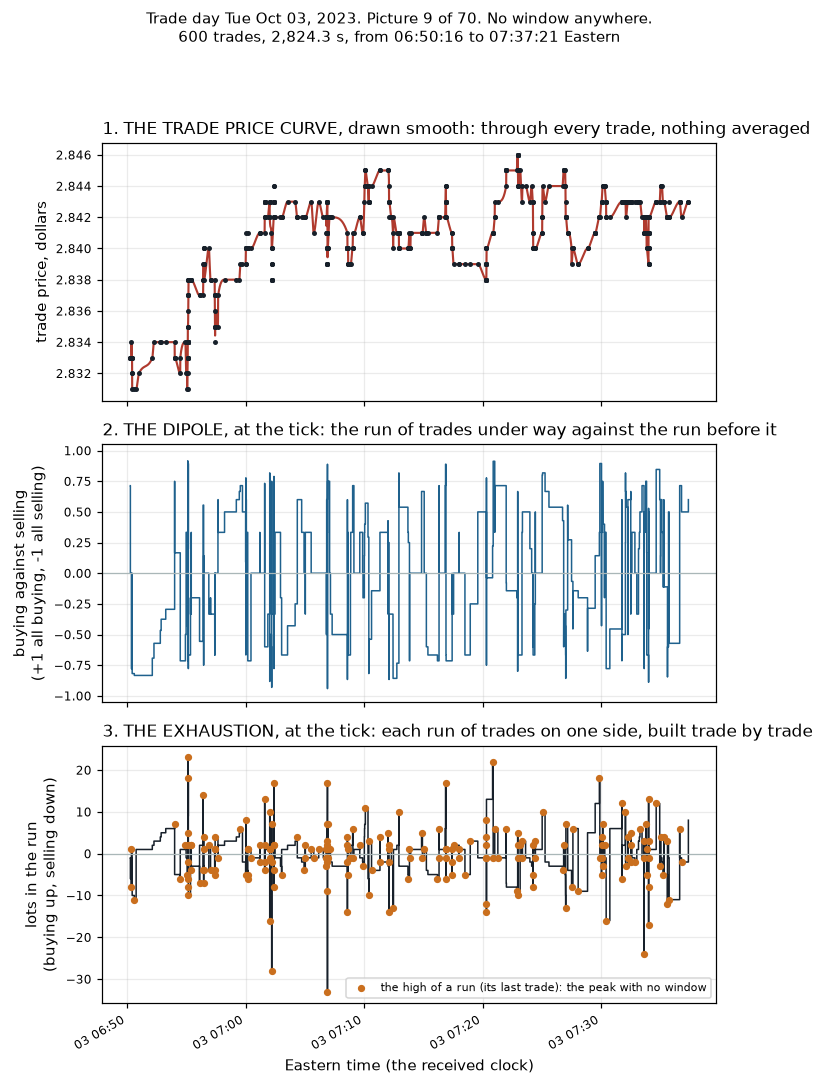 Trade day Tue Oct 03, 2023. Picture 9 of 70. No window anywhere.
600 trades, 2,824.3 s, from 06:50:16 to 07:37:21 Eastern
1. THE TRADE PRICE CURVE, drawn smooth: through every trade, nothing averaged
2.846
2.844
2.842
2.840
2.838
2.836
2.834
2.832
trade price, dollars
2. THE DIPOLE, at the tick: the run of trades under way against the run before it
1.00
0.75
0.50
0.25
0.00
−0.25
−0.50
−0.75
−1.00
buying against selling
(+1 all buying, -1 all selling)
3. THE EXHAUSTION, at the tick: each run of trades on one side, built trade by trade
20
10
0
−10
−20
−30
lots in the run
(buying up, selling down)
the high of a run (its last trade): the peak with no window
03 06:50
03 07:00
03 07:10
03 07:20
03 07:30
Eastern time (the received clock)